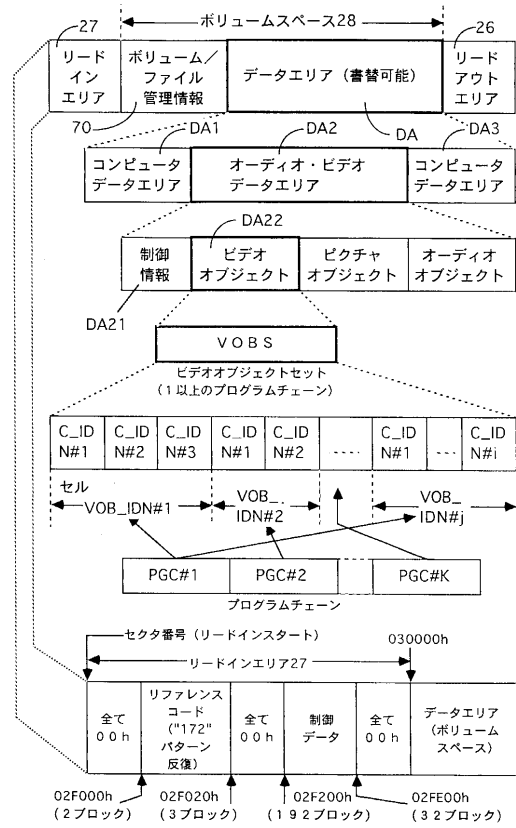 27
ボリュームスペース28
26
リード
イン
エリア
ボリューム／
ファイル
管理情報
データエリア（書替可能）
リード
アウト
エリア
70
DA1
DA2
DA
DA3
コンピュータ
データエリア
オーディオ・ビデオ
データエリア
コンピュータ
データエリア
DA22
制御
情報
ビデオ
オブジェクト
ピクチャ
オブジェクト
オーディオ
オブジェクト
DA21
VOBS
ビデオオブジェクトセット
（1以上のプログラムチェーン）
C_ID
N#1
C_ID
N#2
C_ID
N#3
C_ID
N#1
C_ID
N#2
‥‥
C_ID
N#1
‥‥
C_ID
N#i
セル
VOB_IDN#1
VOB_
IDN#2
VOB_
IDN#j
PGC#1
PGC#2
PGC#K
プログラムチェーン
セクタ番号（リードインスタート）
030000h
リードインエリア27
全て
００h
リファレンス
コード
("172"
パターン
反復)
全て
００h
制御
データ
全て
００h
データエリア
（ボリューム
スペース）
02F000h
（2ブロック）
02F020h
（3ブロック）
02F200h
（192ブロック）
02FE00h
（32ブロック）